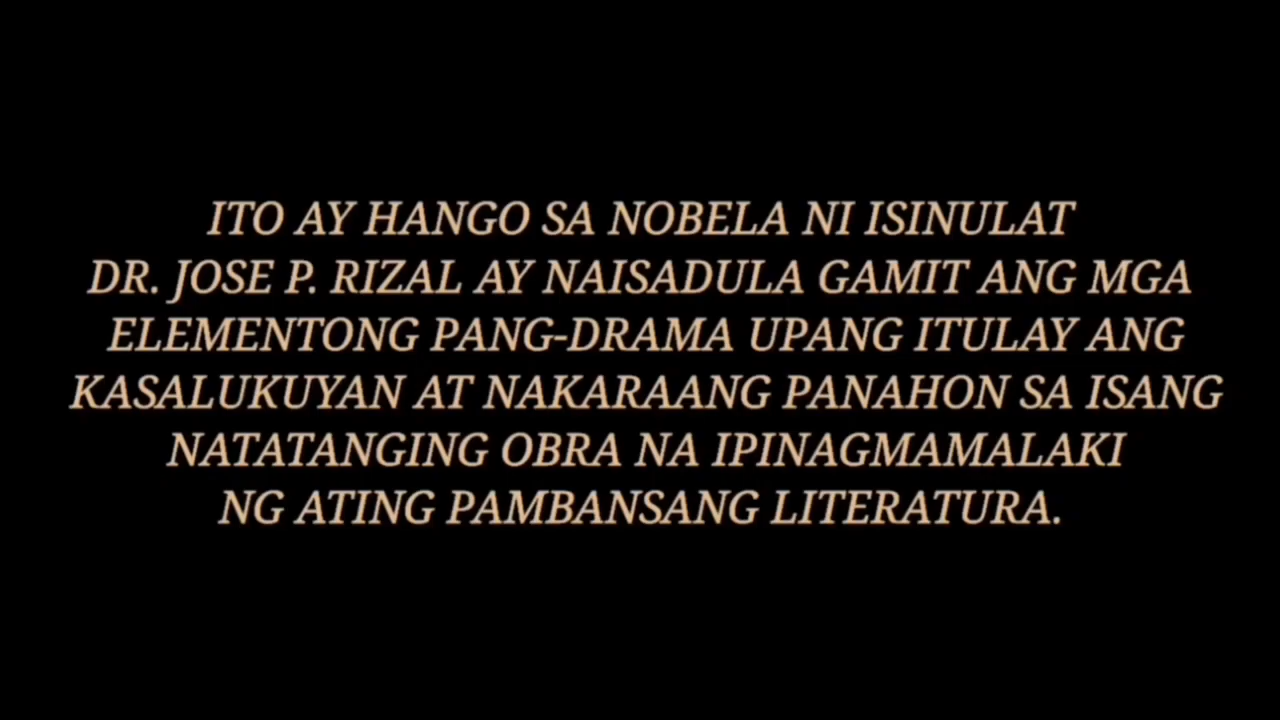 ITO AY HANGO SA NOBELA NI ISINULAT
DR. JOSE P. RIZAL AY NAISADULA GAMIT ANG MGA
ELEMENTONG PANG-DRAMA UPANG ITULAY ANG
KASALUKUYAN AT NAKARAANG PANAHON SA ISANG
NATATANGING OBRA NA IPINAGMAMALAKI
NG ATING PAMBANSANG LITERATURA.